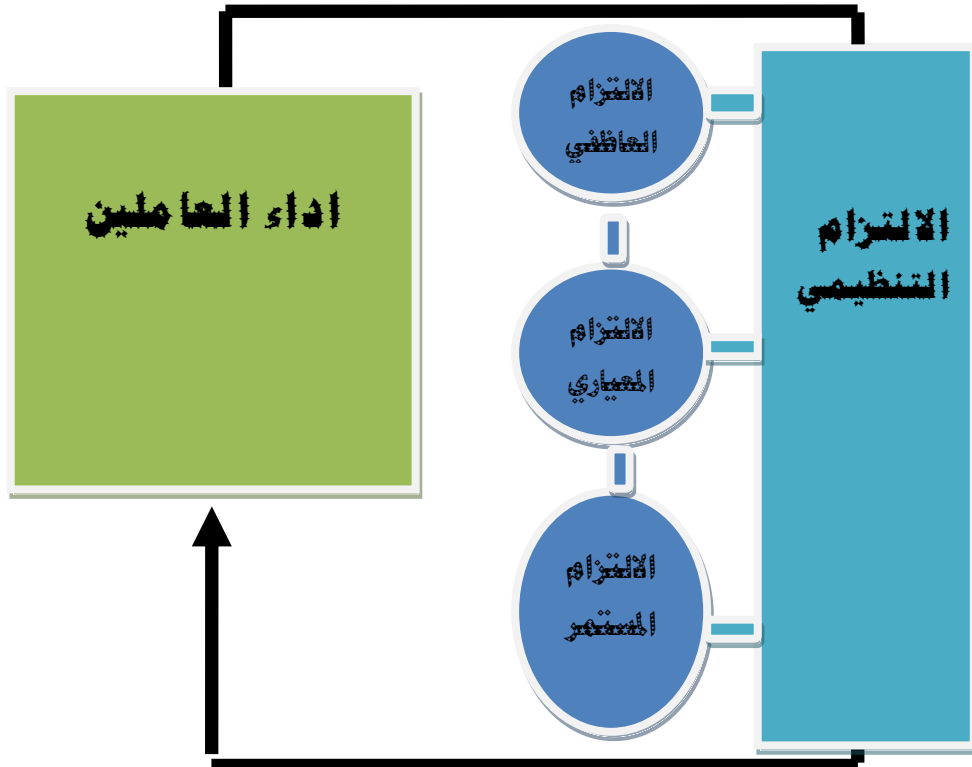 الالتزام
التنظيمي
الالتزام
العاطفي
الالتزام
المعياري
الالتزام
المستمر
اداء العاملين